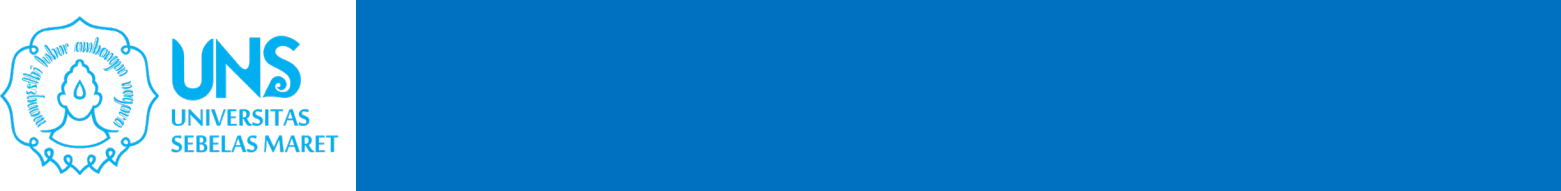 mangesthi luhur ambangun nagara
UNS
UNIVERSITAS
SEBELAS MARET